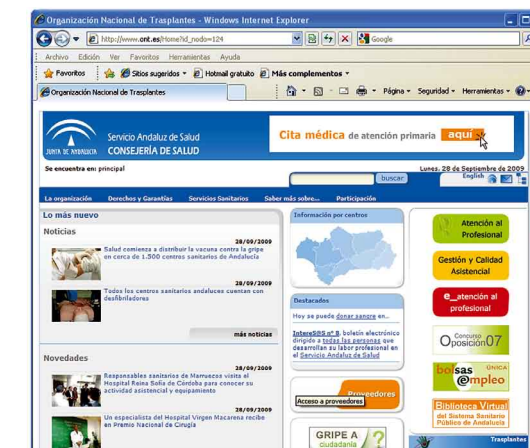 Organización Nacional de Trasplantes - Windows Internet Explorer
http://www.ont.es/Home?id_nodo=124
Google
Archivo Edición Ver Favoritos Herramientas Ayuda
Favoritos Sitios sugeridos Hotmail gratuito Más complementos
Organización Nacional de Trasplantes
Página Seguridad Herramientas
JUNTA DE ANDALUCIA
Servicio Andaluz de Salud
CONSEJERÍA DE SALUD
Cita médica de atención primaria aquí
Se encuentra en: principal
Lunes, 28 de Septiembre de 2009
buscar
English
La organización Derechos y Garantías Servicios Sanitarios Saber más sobre... Participación
Lo más nuevo
Noticias
28/09/2009
Salud comienza a distribuir la vacuna contra la gripe
en cerca de 1.500 centros sanitarios de Andalucía
28/09/2009
Todos los centros sanitarios andaluces cuentan con
desfibriladores
más noticias
Novedades
28/09/2009
Responsables sanitarios de Marruecos visita el
Hospital Reina Sofía de Córdoba para conocer su
actividad asistencial y equipamiento
28/09/2009
Un especialista del Hospital Virgen Macarena recibe
en Premio Nacional de Cirugía
Información por centros
Destacados
Hoy se puede donar sangre en...
IntereS@S nº 8, boletín electrónico
dirigido a todas las personas que
desarrollan su labor profesional en
el Servicio Andaluz de Salud
Proveedores
Acceso a proveedores
GRIPE A
ciudadanía
Atención al
Profesional
Gestión y Calidad
Asistencial
e_atención al
profesional
Concurso
Oposición07
bolsas ÚNICA
@mpleo
Biblioteca Virtual
del Sistema Sanitario
Público de Andalucía
Trasplantes